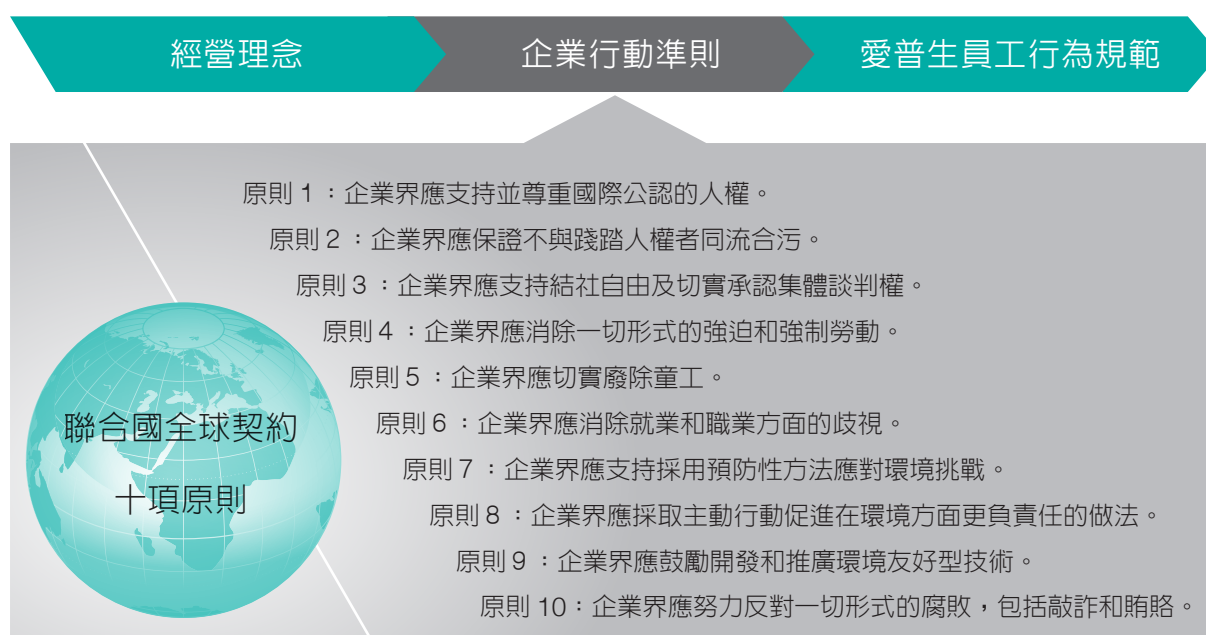 經營理念
企業行動準則
愛普生員工行為規範
原則 1：企業界應支持並尊重國際公認的人權。
原則 2：企業界應保證不與踐踏人權者同流合污。
原則 3：企業界應支持結社自由及切實承認集體談判權。
原則 4：企業界應消除一切形式的強迫和強制勞動。
原則 5：企業界應切實廢除童工。
原則 6：企業界應消除就業和職業方面的歧視。
原則 7：企業界應支持採用預防性方法應對環境挑戰。
原則 8：企業界應採取主動行動促進在環境方面更負責任的做法。
原則 9：企業界應鼓勵開發和推廣環境友好型技術。
原則 10：企業界應努力反對一切形式的腐敗，包括敲詐和賄賂。
聯合國全球契約
十項原則